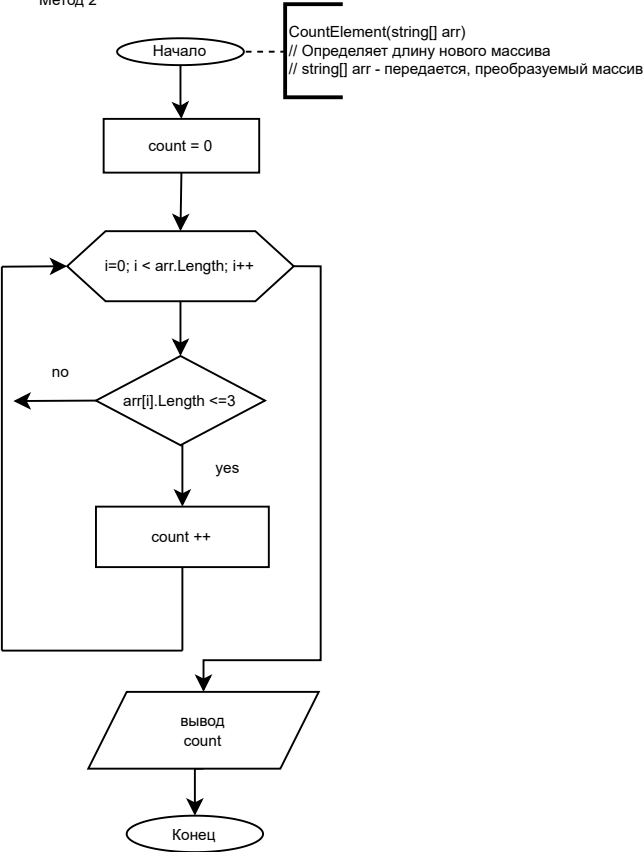 Метод 2
Начало
CountElement(string[] arr)
// Определяет длину нового массива
// string[] arr - передается, преобразуемый массив
count = 0
i=0; i < arr.Length; i++
no
arr[i].Length <=3
yes
count ++
вывод
count
Конец